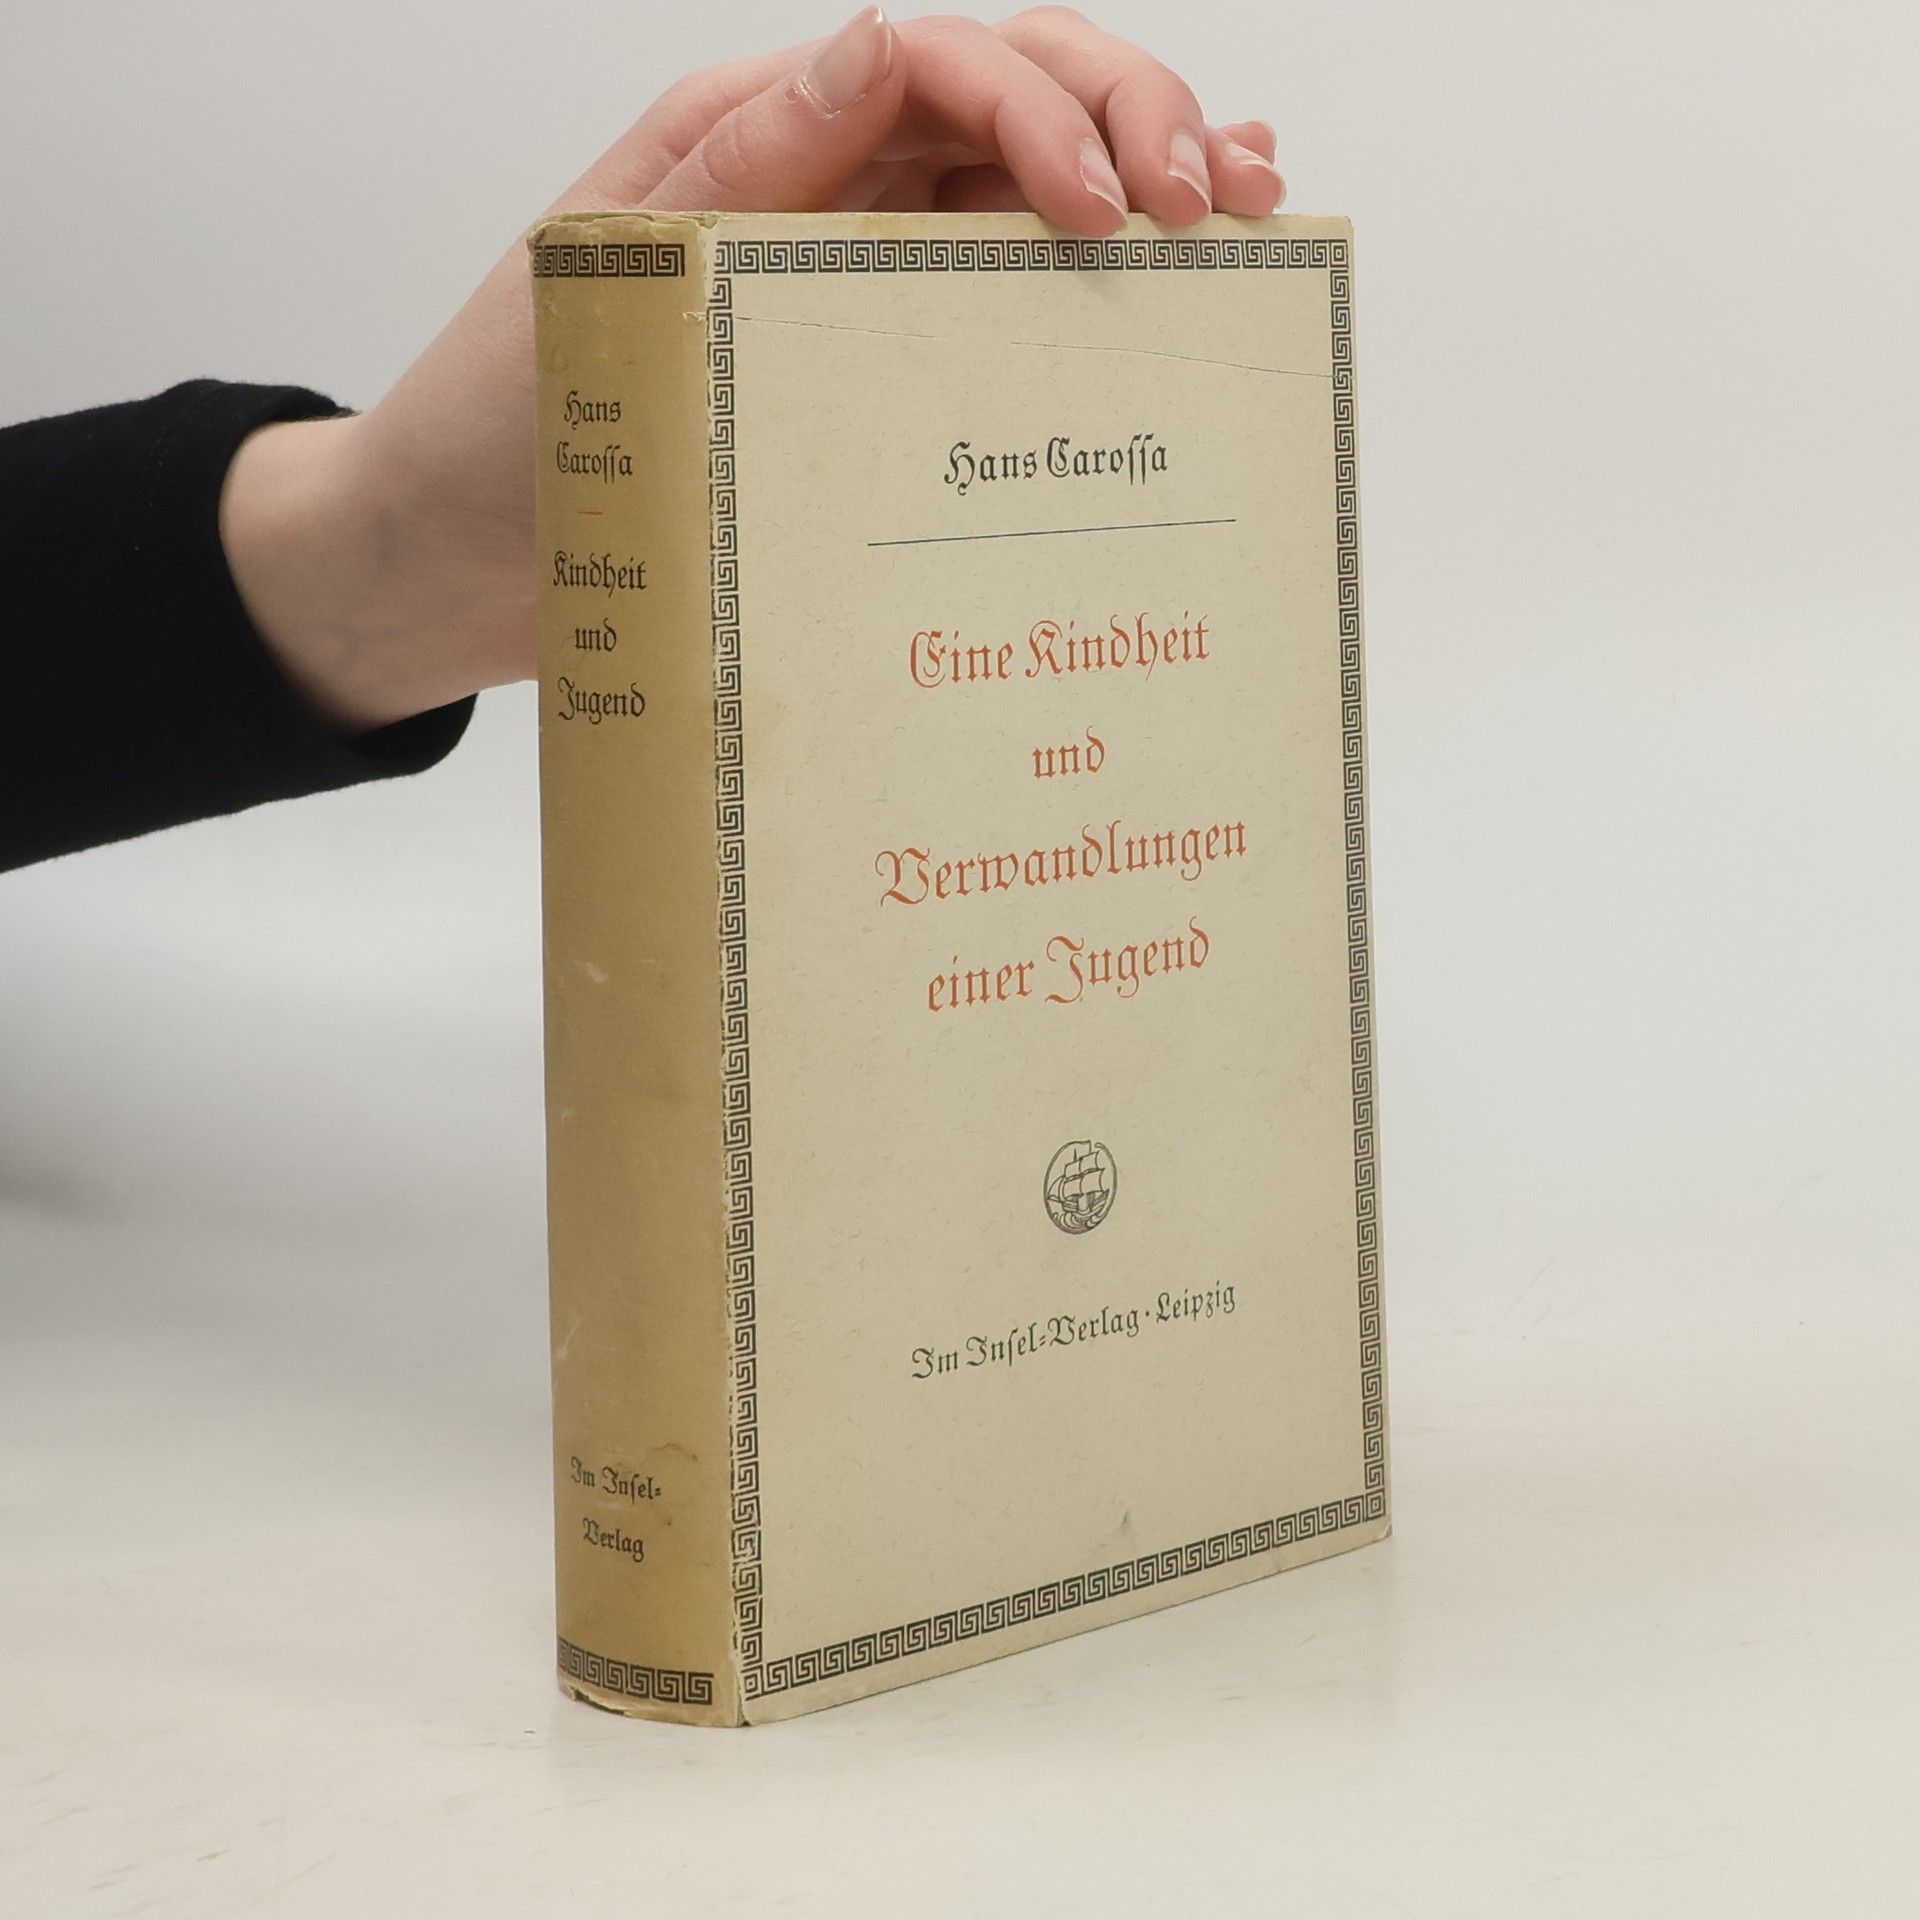 Hans
Carossa
Kindheit
und
Jugend
Im Insel-
Verlag
Hans Carossa
Eine Kindheit
und
Verwandlungen
einer Jugend
Im Insel-Verlag · Leipzig